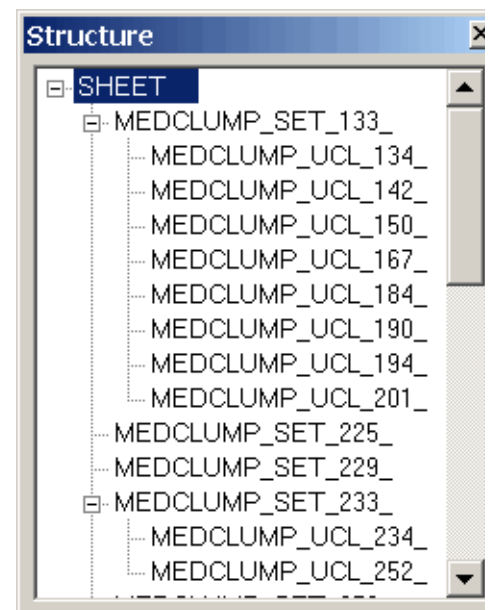 Structure
SHEET
MEDCLUMP_SET_133_
MEDCLUMP_UCL_134_
MEDCLUMP_UCL_142_
MEDCLUMP_UCL_150_
MEDCLUMP_UCL_167_
MEDCLUMP_UCL_184_
MEDCLUMP_UCL_190_
MEDCLUMP_UCL_194_
MEDCLUMP_UCL_201_
MEDCLUMP_SET_225_
MEDCLUMP_SET_229_
MEDCLUMP_SET_233_
MEDCLUMP_UCL_234_
MEDCLUMP_UCL_252_